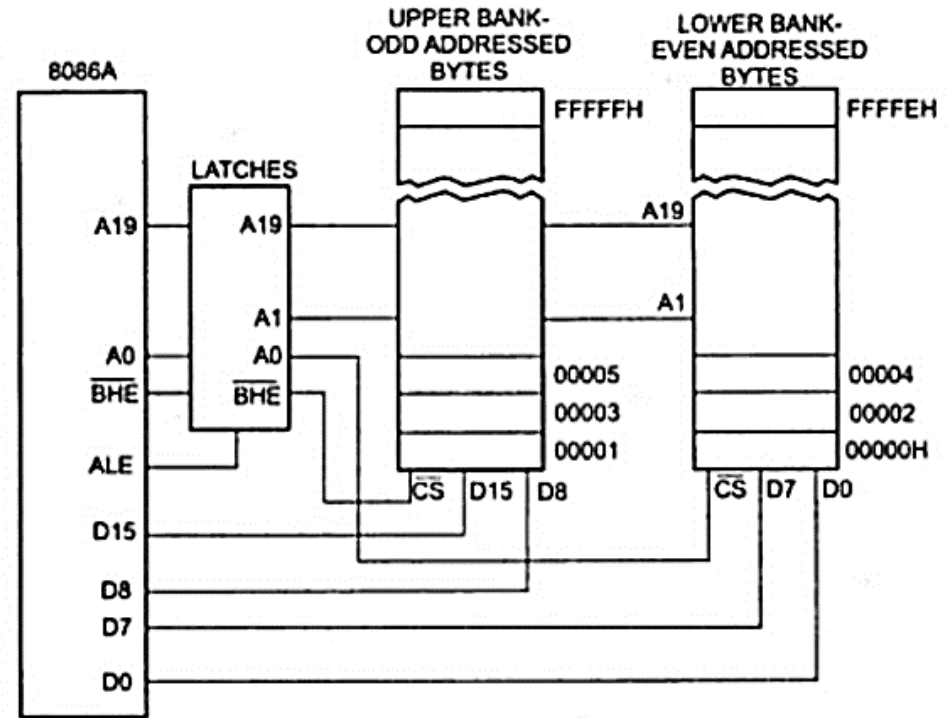 UPPER BANK-
ODD ADDRESSED
BYTES
LOWER BANK-
EVEN ADDRESSED
BYTES
8086A
FFFFFH
FFFFEH
LATCHES
A19
A19
A19
A1
A1
A0
A0
BHE
BHE
00005
00004
00003
00002
00001
00000H
ALE
CS D15 D8
CS D7 D0
D15
D8
D7
D0